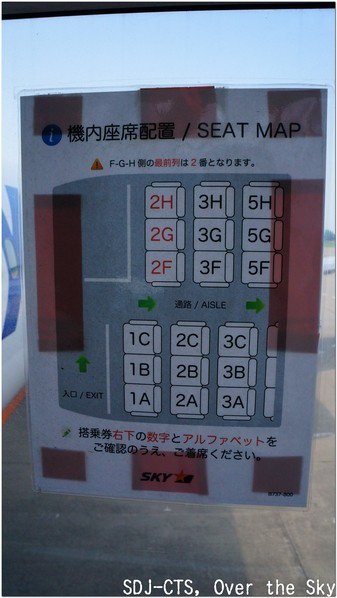 i 機内座席配置 / SEAT MAP
! F-G-H 側の最前列は2番となります。
2H 3H 5H
2G 3G 5G
2F 3F 5F
通路 / AISLE
1C 2C 3C
1B 2B 3B
1A 2A 3A
入口 / EXIT
搭乗券右下の数字とアルファベットを
ご確認のうえ、ご着席ください。
SKY
B737-800
SDJ-CTS, Over the Sky